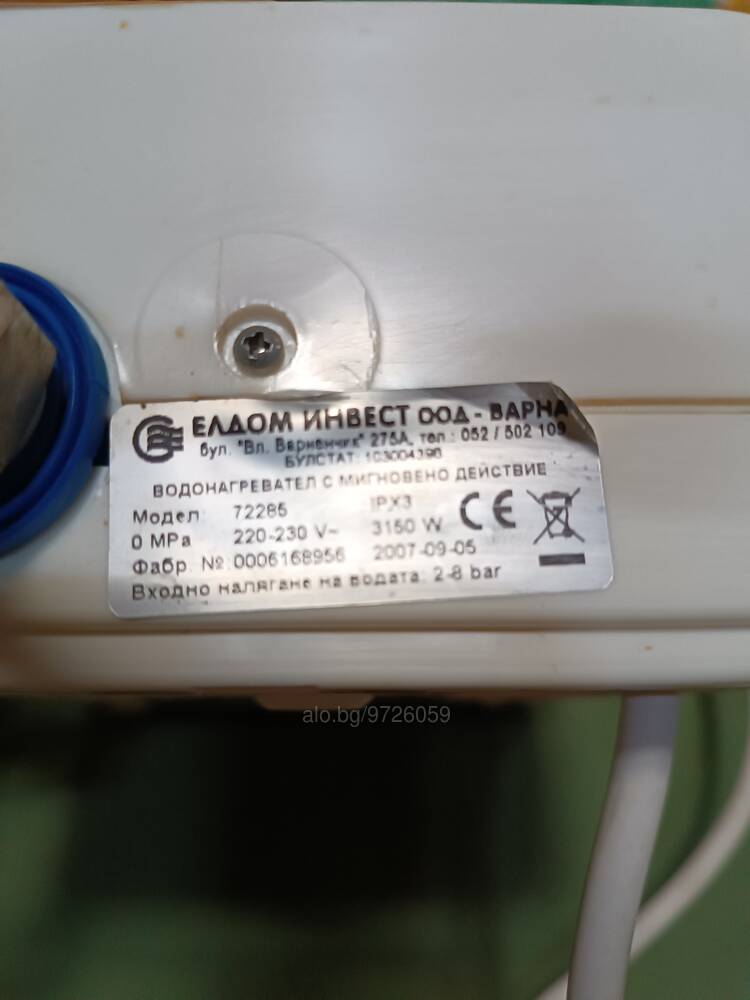 ЕЛДОМ ИНВЕСТ ООД - ВАРНА
бул. "Вл. Варненчик" 275А, тел.: 052 / 502 109
БУЛСТАТ: 103004396
ВОДОНАГРЕВАТЕЛ С МИГНОВЕНО ДЕЙСТВИЕ
Модел 72285 IPX3
0 MPa 220-230 V~ 3150 W CE
Фабр. №: 0006168956 2007-09-05
Входно налягане на водата: 2-8 bar
alo.bg/9726059